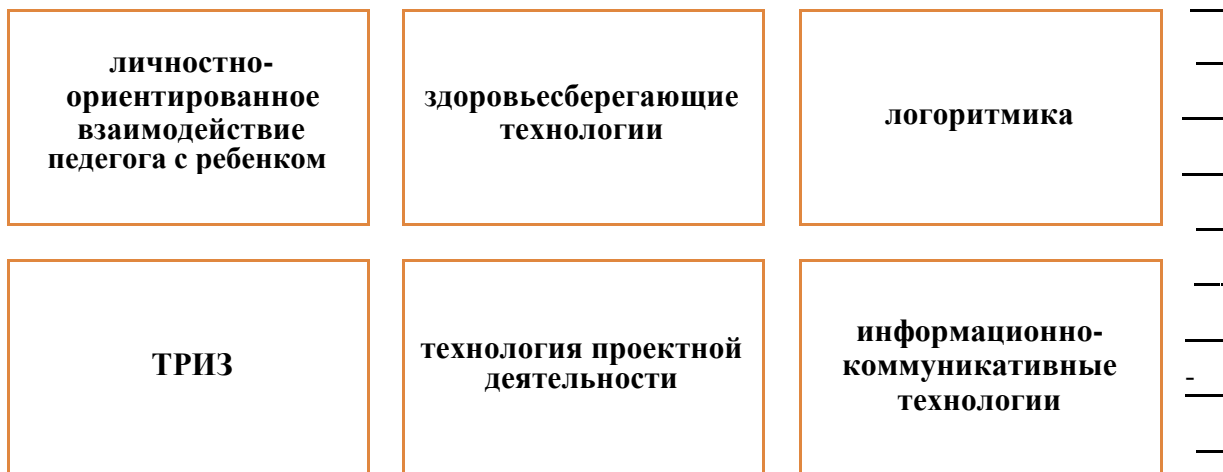 личностно-
ориентированное
взаимодействие
педегога с ребенком
здоровьесберегающие
технологии
логоритмика
ТРИЗ
технология проектной
деятельности
информационно-
коммуникативные
технологии
-